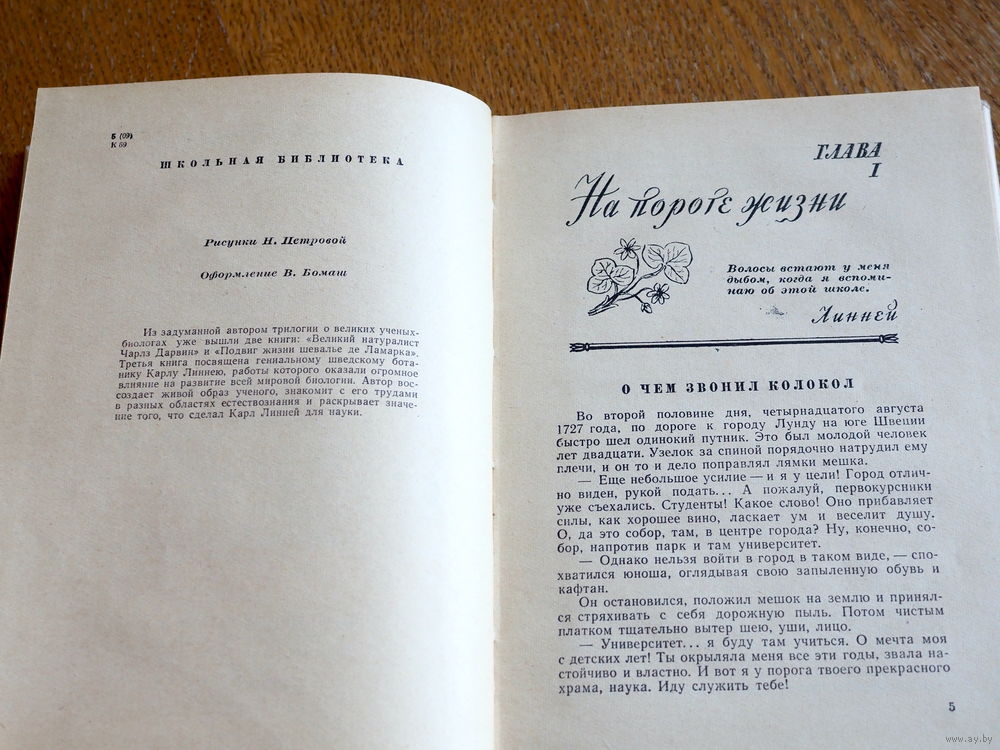 5 (09)
К 69
ШКОЛЬНАЯ БИБЛИОТЕКА
Рисунки Н. Петровой
Оформление В. Бомаш
Из задуманной автором трилогии о великих ученых-
биологах уже вышли две книги: «Великий натуралист
Чарлз Дарвин» и «Подвиг жизни шевалье де Ламарка».
Третья книга посвящена гениальному шведскому бота-
нику Карлу Линнею, работы которого оказали огромное
влияние на развитие всей мировой биологии. Автор вос-
создает живой образ ученого, знакомит с его трудами
в разных областях естествознания и раскрывает значе-
ние того, что сделал Карл Линней для науки.
ГЛАВА
I
На пороге жизни
Волосы встают у меня
дыбом, когда я вспоми-
наю об этой школе.
Линней
О ЧЕМ ЗВОНИЛ КОЛОКОЛ
Во второй половине дня, четырнадцатого августа
1727 года, по дороге к городу Лунду на юге Швеции
быстро шел одинокий путник. Это был молодой человек
лет двадцати. Узелок за спиной порядочно натрудил ему
плечи, и он то и дело поправлял лямки мешка.
— Еще небольшое усилие — и я у цели! Город отлич-
но виден, рукой подать... А пожалуй, первокурсники
уже съехались. Студенты! Какое слово! Оно прибавляет
силы, как хорошее вино, ласкает ум и веселит душу.
О, да это собор, там, в центре города? Ну, конечно, со-
бор, напротив парк и там университет.
— Однако нельзя войти в город в таком виде, — спо-
хватился юноша, оглядывая свою запыленную обувь и
кафтан.
Он остановился, положил мешок на землю и принял-
ся стряхивать с себя дорожную пыль. Потом чистым
платком тщательно вытер шею, уши, лицо.
— Университет... я буду там учиться. О мечта моя
с детских лет! Ты окрыляла меня все эти годы, звала на-
стойчиво и властно. И вот я у порога твоего прекрасного
храма, наука. Иду служить тебе!
5
www.ay.by